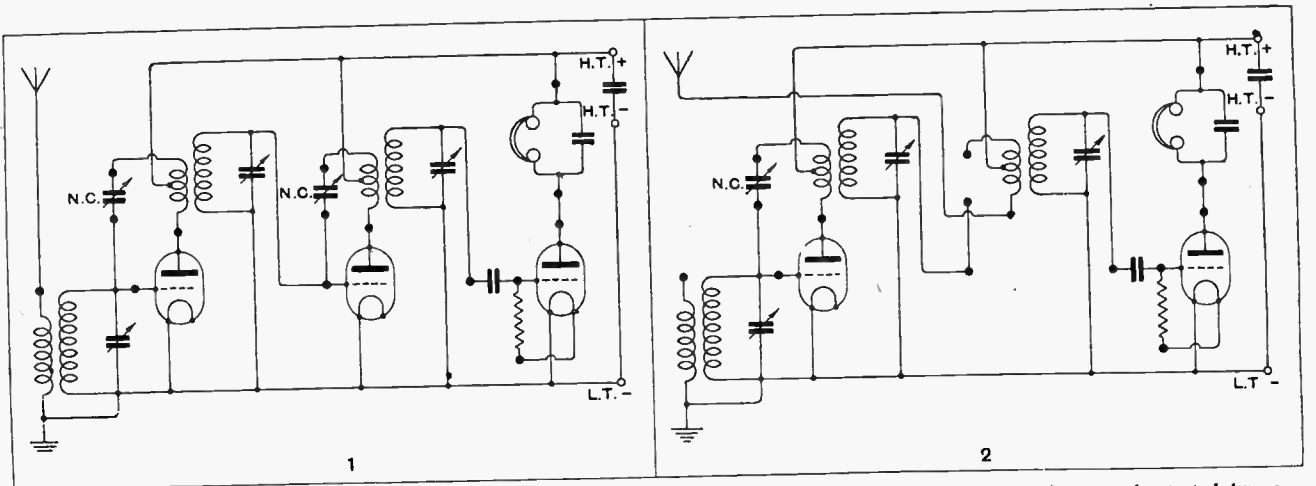 H.T. +
H.T. -
N.C.
N.C.
L.T. -
1
H.T. +
H.T. -
N.C.
L.T -
2